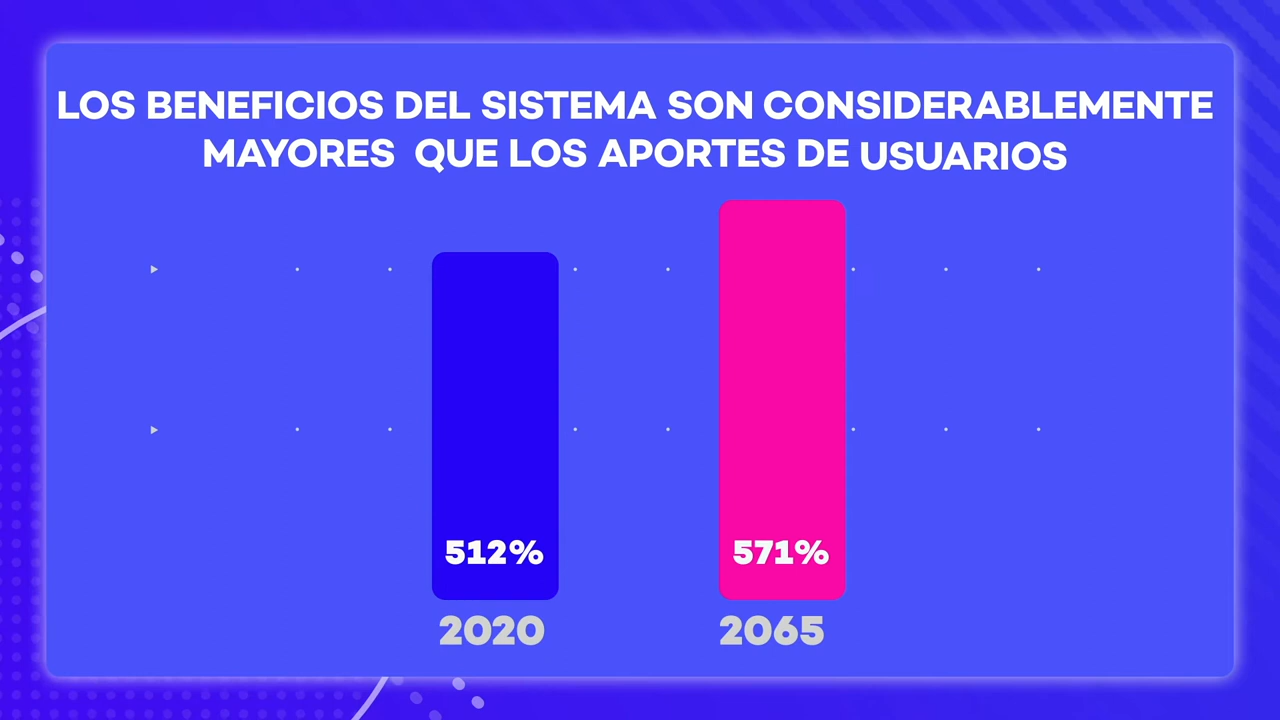 LOS BENEFICIOS DEL SISTEMA SON CONSIDERABLEMENTE
MAYORES QUE LOS APORTES DE USUARIOS
512%
571%
2020
2065